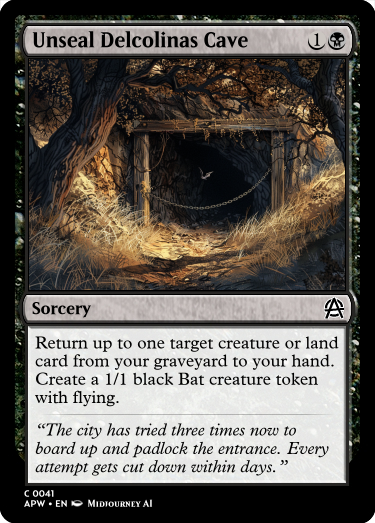 Unseal Delcolinas Cave 1
Sorcery
Return up to one target creature or land
card from your graveyard to your hand.
Create a 1/1 black Bat creature token
with flying.
“The city has tried three times now to
board up and padlock the entrance. Every
attempt gets cut down within days.”
C 0041
APW • EN Midjourney AI